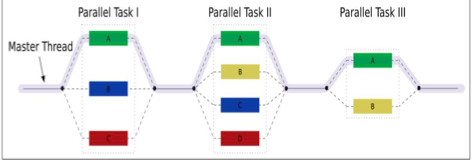 Parallel Task I
Parallel Task II
Parallel Task III
Master Thread
A
B
C
A
B
C
D
A
B